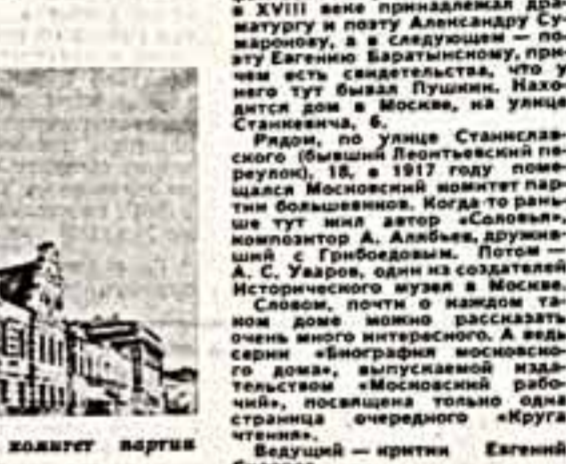 в XVIII веке принадлежал дра-
матургу и поэту Александру Су-
марокову, а в следующем — по-
эту Евгению Баратынскому, при-
чем есть свидетельства, что у
него тут бывал Пушкин. Нахо-
дится дом в Москве, на улице
Станкевича, 6.
Рядом, по улице Станислав-
ского (бывший Леонтьевский пе-
реулок), 18, в 1917 году поме-
щался Московский комитет пар-
тии большевиков. Когда-то рань-
ше тут жил автор «Соловья»,
композитор А. Алябьев, друживший
ший с Грибоедовым. Потом —
А. С. Уваров, один из создателей
Исторического музея в Москве.
Словом, почти о каждом та-
ком доме можно рассказать
очень много интересного. А ведь
серии «Биография московско-
го дома», выпускаемой изда-
тельством «Московский рабо-
чий», посвящена только одна
страница очередного «Круга
чтения».
Ведущий — критик Евгений
комитет партии